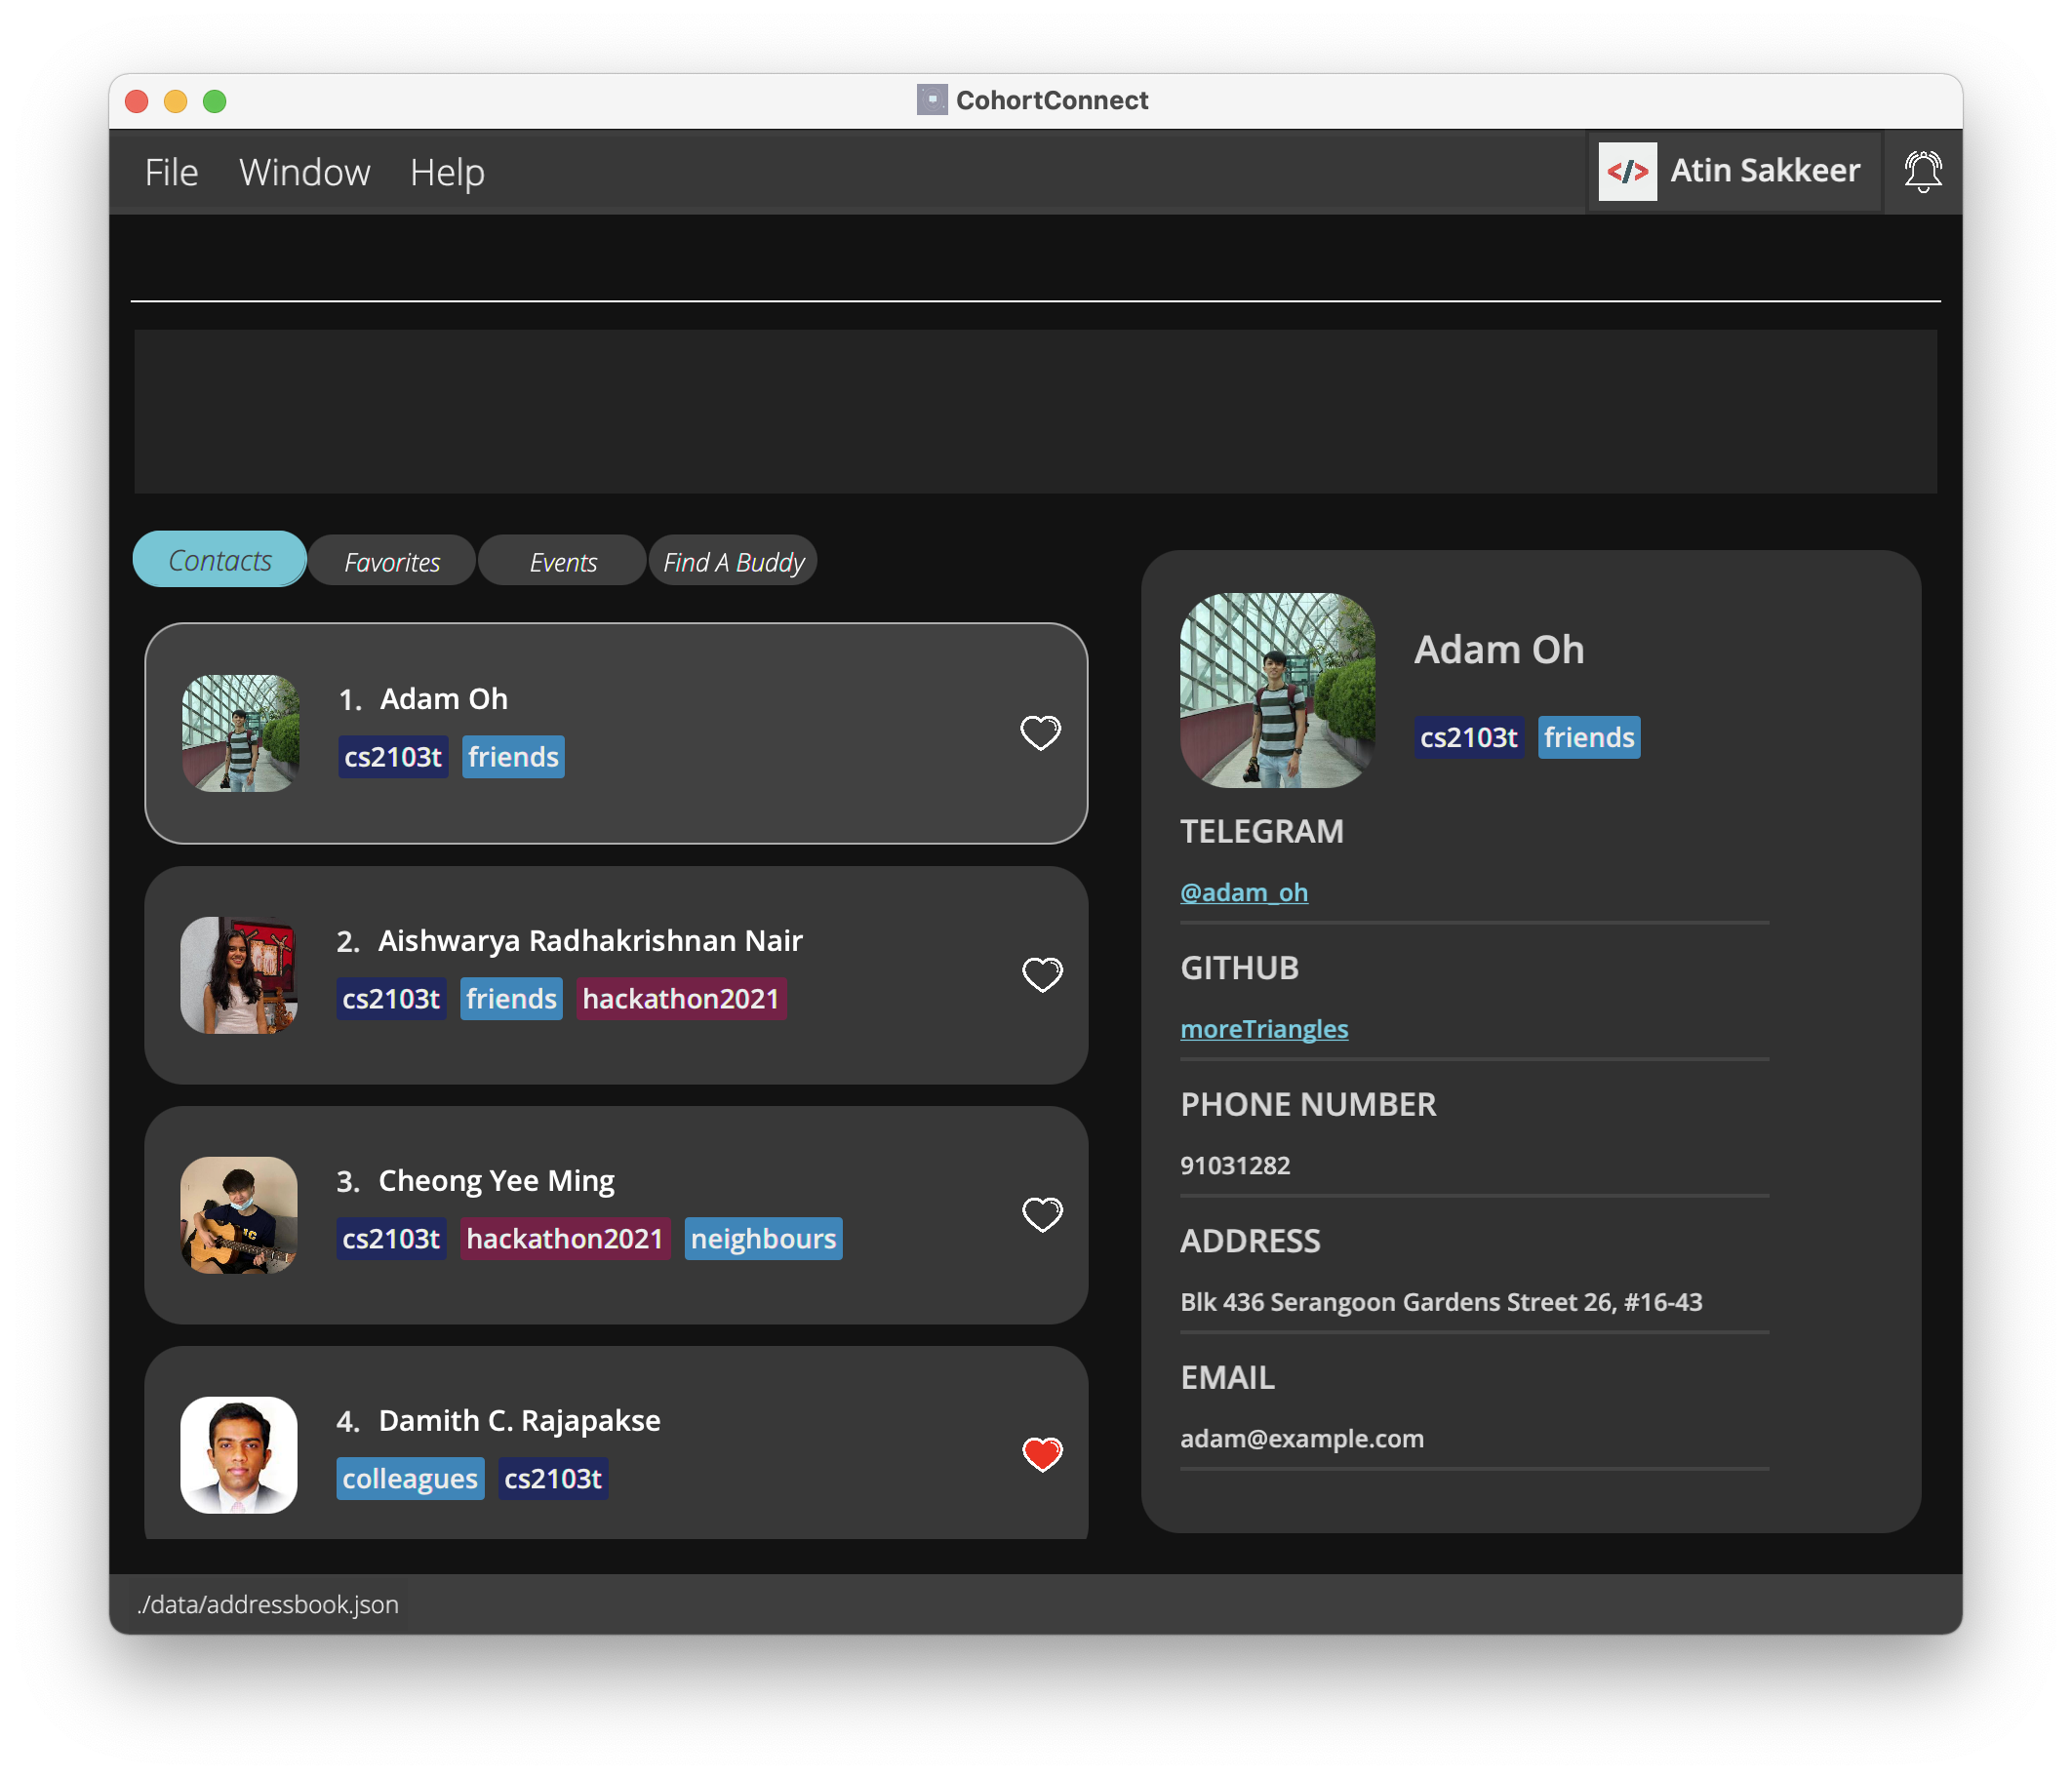 CohortConnect
File Window Help
</> Atin Sakkeer
Contacts Favorites Events Find A Buddy
1. Adam Oh
cs2103t friends
2. Aishwarya Radhakrishnan Nair
cs2103t friends hackathon2021
3. Cheong Yee Ming
cs2103t hackathon2021 neighbours
4. Damith C. Rajapakse
colleagues cs2103t
Adam Oh
cs2103t friends
TELEGRAM
@adam_oh
GITHUB
moreTriangles
PHONE NUMBER
91031282
ADDRESS
Blk 436 Serangoon Gardens Street 26, #16-43
EMAIL
adam@example.com
./data/addressbook.json